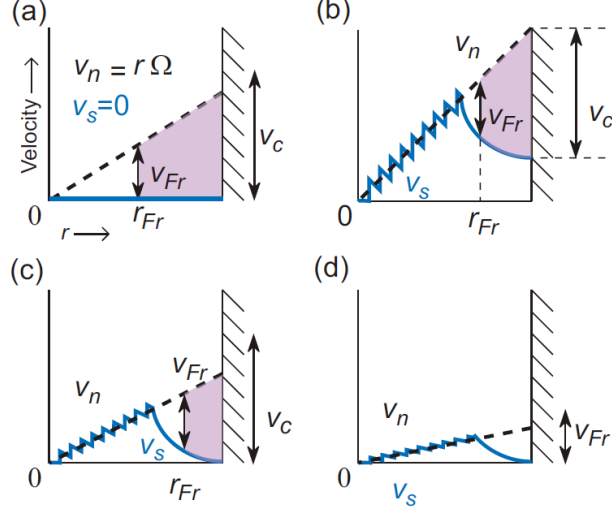 (a)
Velocity →
v_n = r Ω
v_s=0
v_Fr
v_c
0
r →
r_Fr
(b)
v_n
v_Fr
v_c
v_s
0
r_Fr
(c)
v_n
v_Fr
v_c
v_s
0
r_Fr
(d)
v_n
v_Fr
0
v_s